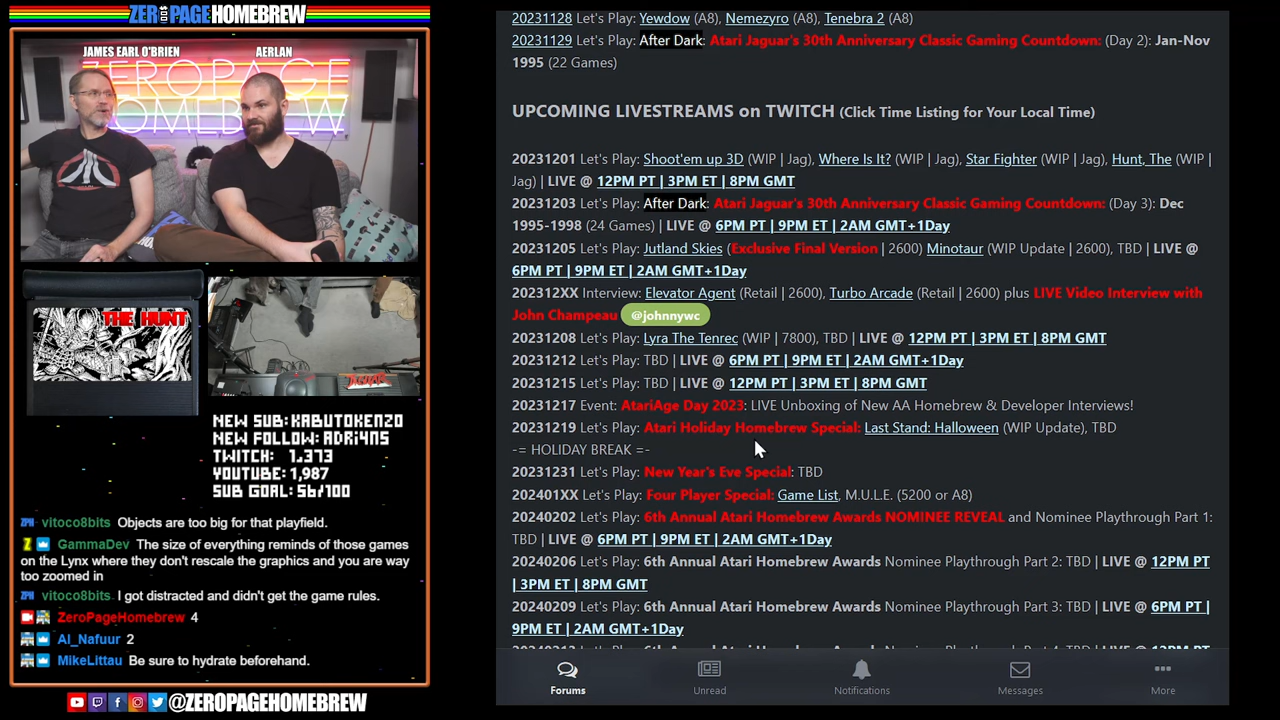 ZEROPAGEHOMEBREW
JAMES EARL O'BRIEN
AERLAN
ZEROPAGE
HOMEBREW
THE HUNT
NEW SUB: KABUTOKENZO
NEW FOLLOW: ADRI4NS
TWITCH: 1,373
YOUTUBE: 1,987
SUB GOAL: 56/100
vitoco8bits Objects are too big for that playfield.
GammaDev The size of everything reminds of those games
on the Lynx where they don't rescale the graphics and you are way
too zoomed in
vitoco8bits I got distracted and didn't get the game rules.
ZeroPageHomebrew 4
Al_Nafuur 2
MikeLittau Be sure to hydrate beforehand.
@ZEROPAGEHOMEBREW
20231128 Let's Play: Yewdow (A8), Nemezyro (A8), Tenebra 2 (A8)
20231129 Let's Play: After Dark: Atari Jaguar's 30th Anniversary Classic Gaming Countdown: (Day 2): Jan-Nov
1995 (22 Games)
UPCOMING LIVESTREAMS on TWITCH (Click Time Listing for Your Local Time)
20231201 Let's Play: Shoot'em up 3D (WIP | Jag), Where Is It? (WIP | Jag), Star Fighter (WIP | Jag), Hunt, The (WIP |
Jag) | LIVE @ 12PM PT | 3PM ET | 8PM GMT
20231203 Let's Play: After Dark: Atari Jaguar's 30th Anniversary Classic Gaming Countdown: (Day 3): Dec
1995-1998 (24 Games) | LIVE @ 6PM PT | 9PM ET | 2AM GMT+1Day
20231205 Let's Play: Jutland Skies (Exclusive Final Version | 2600) Minotaur (WIP Update | 2600), TBD | LIVE @
6PM PT | 9PM ET | 2AM GMT+1Day
202312XX Interview: Elevator Agent (Retail | 2600), Turbo Arcade (Retail | 2600) plus LIVE Video Interview with
John Champeau @johnnywc
20231208 Let's Play: Lyra The Tenrec (WIP | 7800), TBD | LIVE @ 12PM PT | 3PM ET | 8PM GMT
20231212 Let's Play: TBD | LIVE @ 6PM PT | 9PM ET | 2AM GMT+1Day
20231215 Let's Play: TBD | LIVE @ 12PM PT | 3PM ET | 8PM GMT
20231217 Event: AtariAge Day 2023: LIVE Unboxing of New AA Homebrew & Developer Interviews!
20231219 Let's Play: Atari Holiday Homebrew Special: Last Stand: Halloween (WIP Update), TBD
-= HOLIDAY BREAK =-
20231231 Let's Play: New Year's Eve Special: TBD
202401XX Let's Play: Four Player Special: Game List, M.U.L.E. (5200 or A8)
20240202 Let's Play: 6th Annual Atari Homebrew Awards NOMINEE REVEAL and Nominee Playthrough Part 1:
TBD | LIVE @ 6PM PT | 9PM ET | 2AM GMT+1Day
20240206 Let's Play: 6th Annual Atari Homebrew Awards Nominee Playthrough Part 2: TBD | LIVE @ 12PM PT
| 3PM ET | 8PM GMT
20240209 Let's Play: 6th Annual Atari Homebrew Awards Nominee Playthrough Part 3: TBD | LIVE @ 6PM PT |
9PM ET | 2AM GMT+1Day
Forums
Unread
Notifications
Messages
More